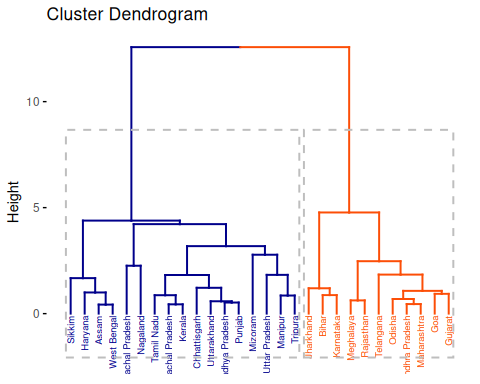 Cluster Dendrogram
Height
10
5
0
Sikkim
Haryana
Assam
West Bengal
achal Pradesh
Nagaland
Tamil Nadu
achal Pradesh
Kerala
Chhattisgarh
Uttarakhand
dhya Pradesh
Punjab
Mizoram
Uttar Pradesh
Manipur
Tripura
Jharkhand
Bihar
Karnataka
Meghalaya
Rajasthan
Telangana
Odisha
ndhra Pradesh
Maharashtra
Goa
Gujarat